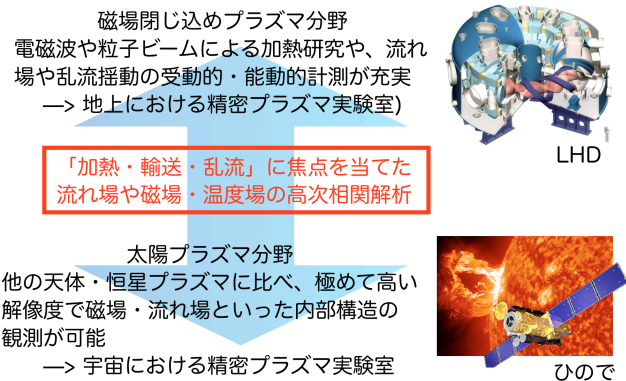 磁場閉じ込めプラズマ分野
電磁波や粒子ビームによる加熱研究や、流れ
場や乱流揺動の受動的・能動的計測が充実
—> 地上における精密プラズマ実験室)
LHD
「加熱・輸送・乱流」に焦点を当てた
流れ場や磁場・温度場の高次相関解析
太陽プラズマ分野
他の天体・恒星プラズマに比べ、極めて高い
解像度で磁場・流れ場といった内部構造の
観測が可能
—> 宇宙における精密プラズマ実験室
ひので